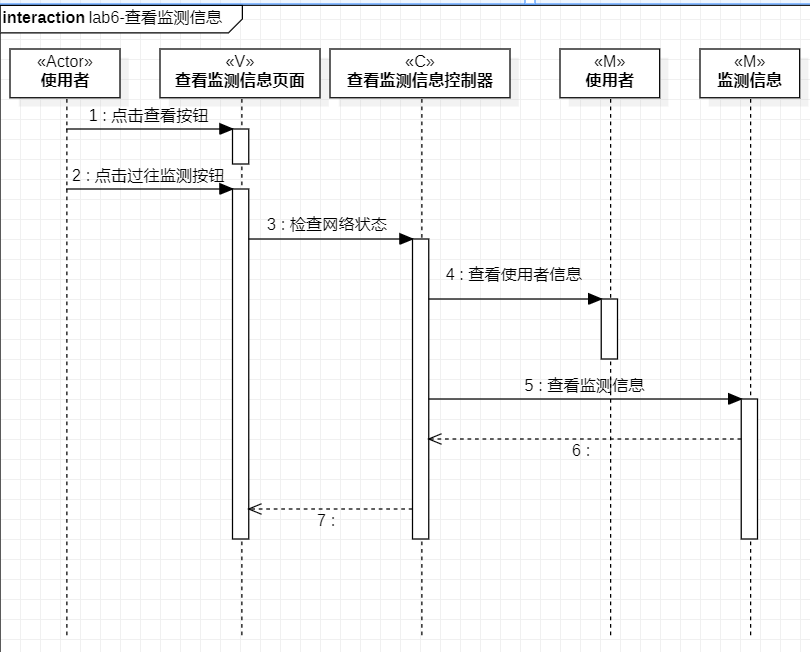 interaction lab6-查看监测信息
«Actor»
使用者
«V»
查看监测信息页面
«C»
查看监测信息控制器
«M»
使用者
«M»
监测信息
1 : 点击查看按钮
2 : 点击过往监测按钮
3 : 检查网络状态
4 : 查看使用者信息
5 : 查看监测信息
6 :
7 :